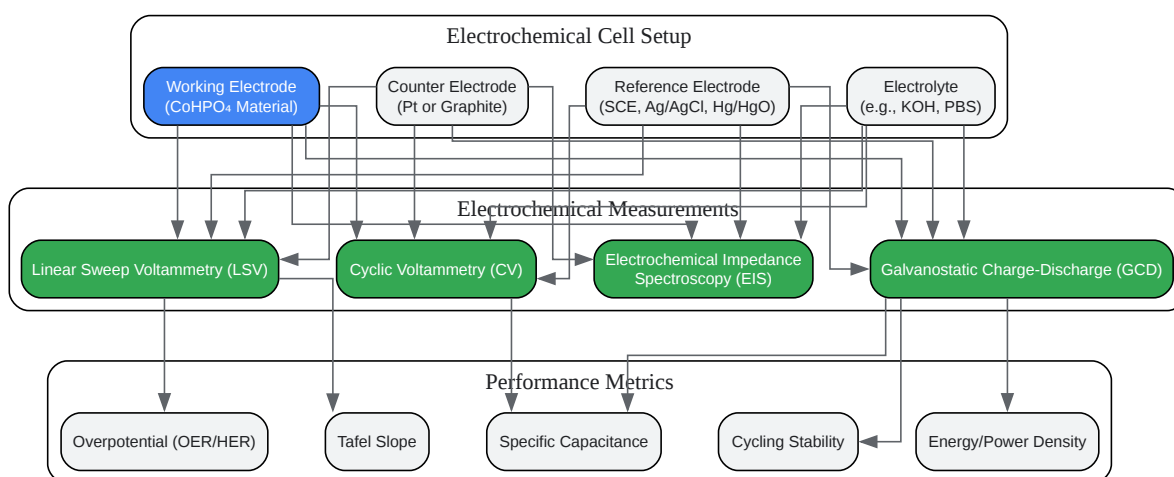 Electrochemical Cell Setup
Working Electrode
(CoHPO₄ Material)
Counter Electrode
(Pt or Graphite)
Reference Electrode
(SCE, Ag/AgCl, Hg/HgO)
Electrolyte
(e.g., KOH, PBS)
Electrochemical Measurements
Linear Sweep Voltammetry (LSV)
Cyclic Voltammetry (CV)
Electrochemical Impedance
Spectroscopy (EIS)
Galvanostatic Charge-Discharge (GCD)
Performance Metrics
Overpotential (OER/HER)
Tafel Slope
Specific Capacitance
Cycling Stability
Energy/Power Density